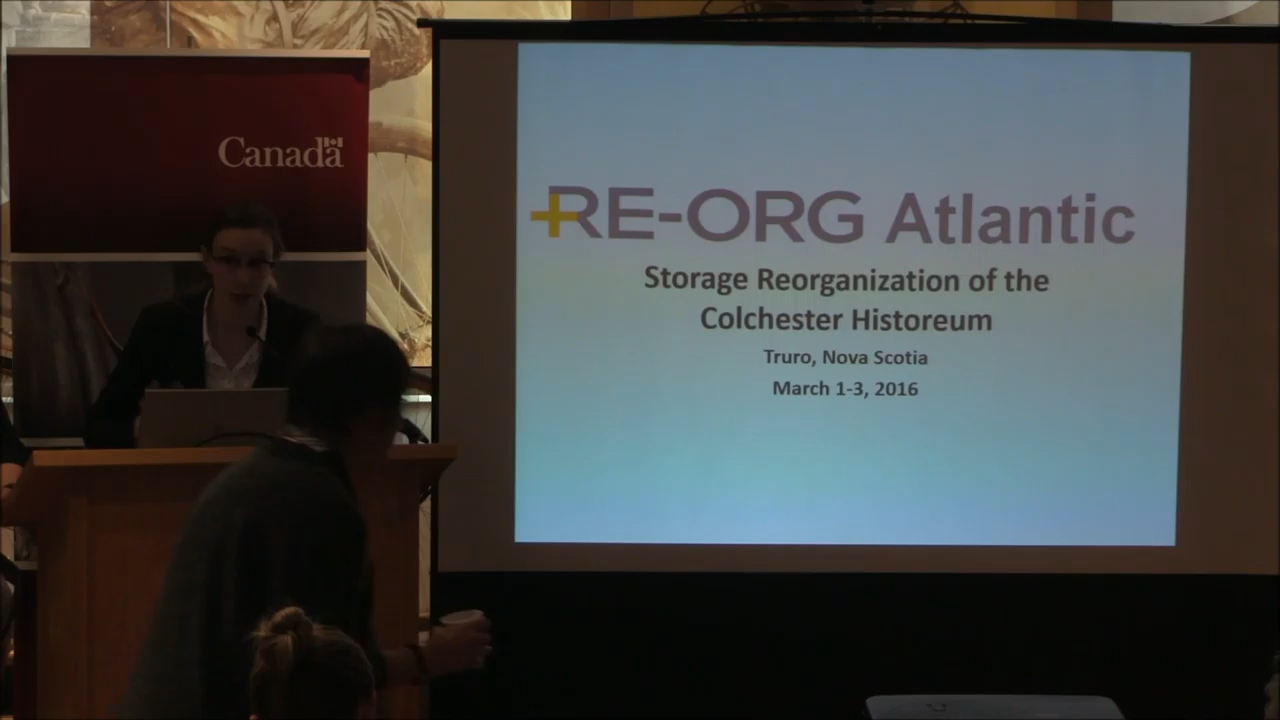 Canada
+RE-ORG Atlantic
Storage Reorganization of the
Colchester Historeum
Truro, Nova Scotia
March 1-3, 2016